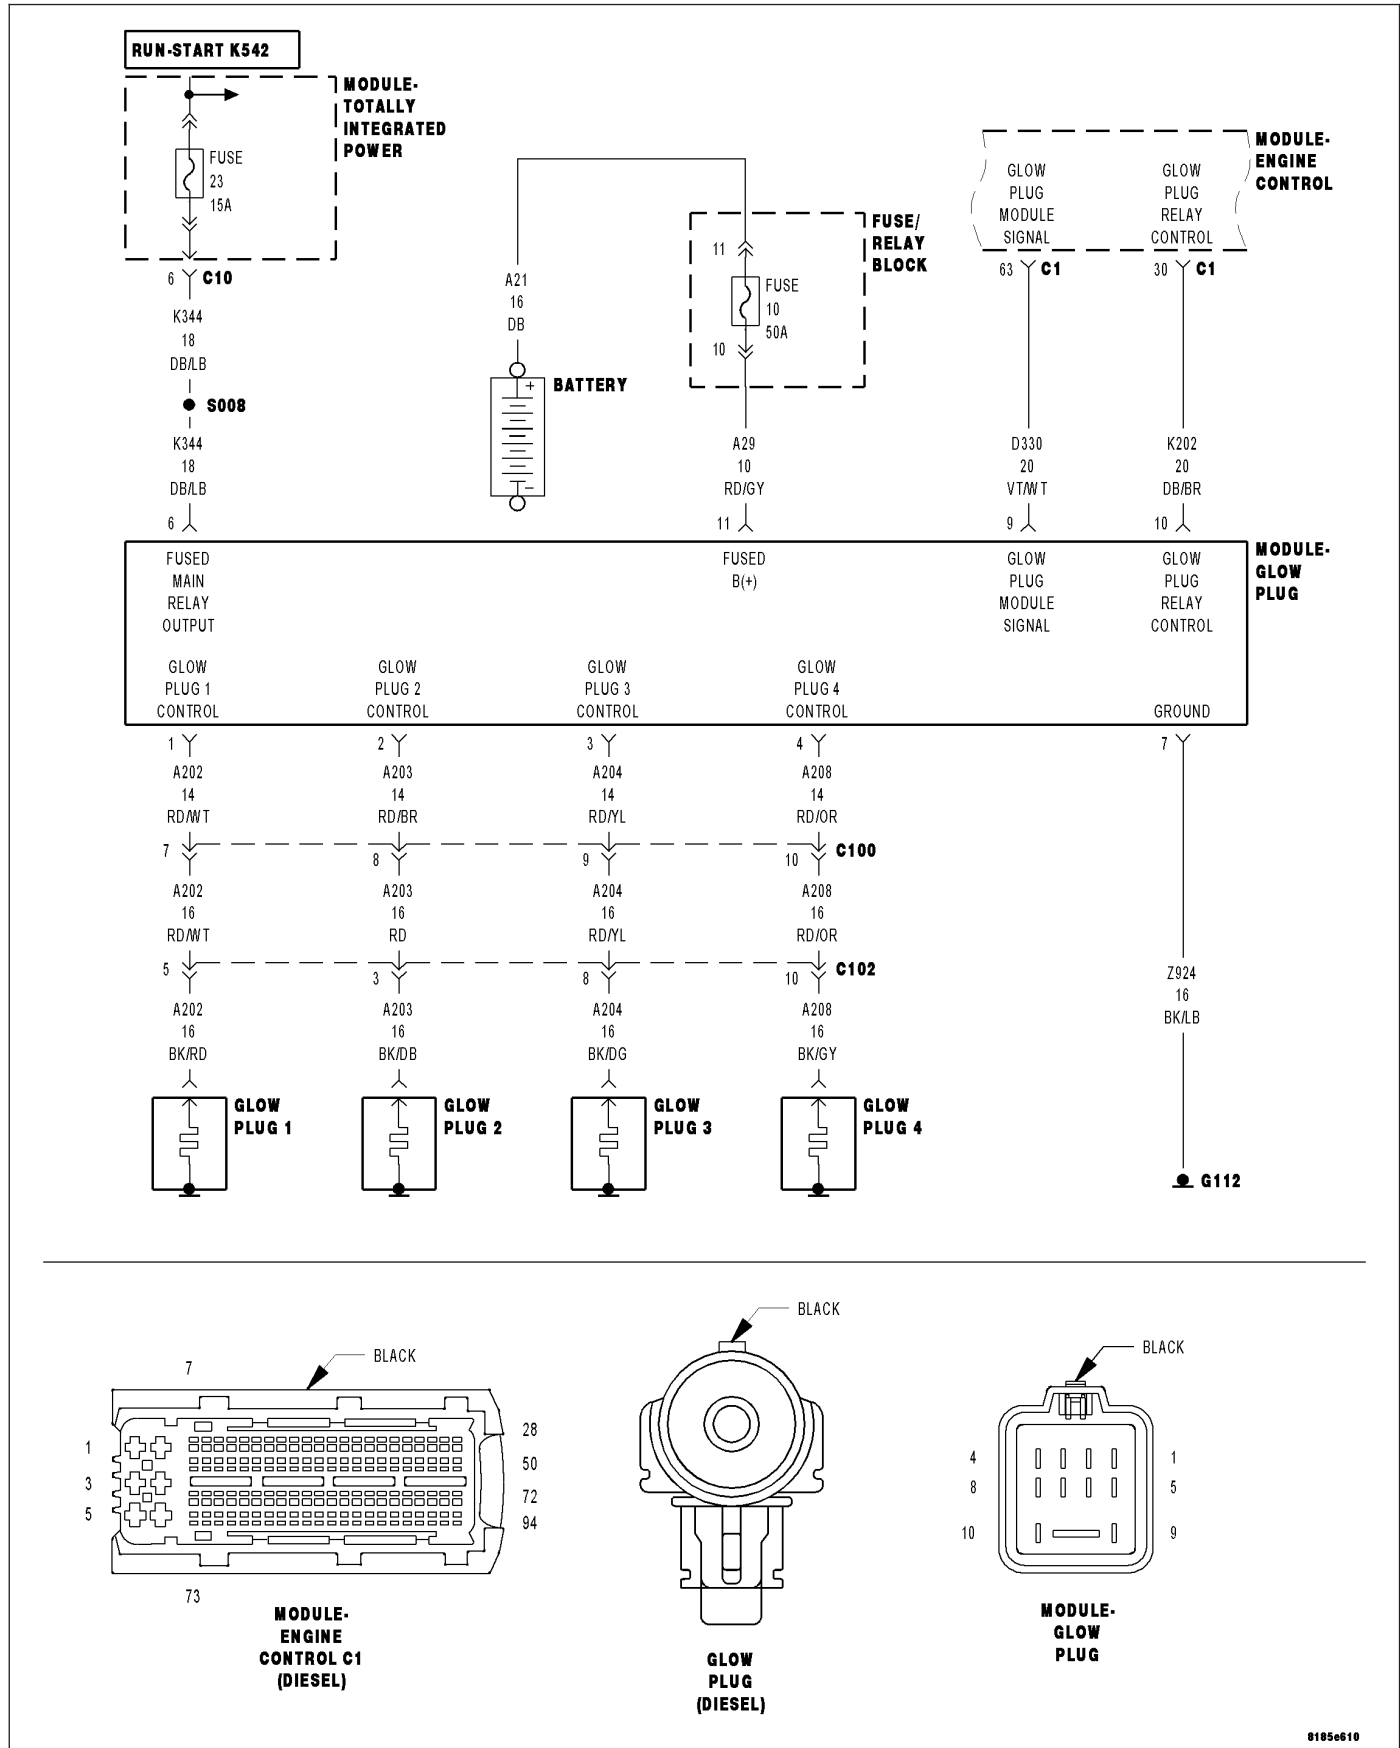 RUN-START K542
MODULE-
TOTALLY
INTEGRATED
POWER
FUSE
23
15A
6
C10
K344
18
DB/LB
S008
K344
18
DB/LB
6
A21
16
DB
BATTERY
+
−
FUSE/
RELAY
BLOCK
11
FUSE
10
50A
10
A29
10
RD/GY
11
MODULE-
ENGINE
CONTROL
GLOW
PLUG
MODULE
SIGNAL
GLOW
PLUG
RELAY
CONTROL
63
C1
30
C1
D330
20
VT/WT
9
K202
20
DB/BR
10
MODULE-
GLOW
PLUG
FUSED
MAIN
RELAY
OUTPUT
FUSED
B(+)
GLOW
PLUG
MODULE
SIGNAL
GLOW
PLUG
RELAY
CONTROL
GLOW
PLUG 1
CONTROL
GLOW
PLUG 2
CONTROL
GLOW
PLUG 3
CONTROL
GLOW
PLUG 4
CONTROL
GROUND
1
2
3
4
7
A202
14
RD/WT
A203
14
RD/BR
A204
14
RD/YL
A208
14
RD/OR
7
8
9
10
C100
A202
16
RD/WT
A203
16
RD
A204
16
RD/YL
A208
16
RD/OR
5
3
8
10
C102
A202
16
BK/RD
A203
16
BK/DB
A204
16
BK/DG
A208
16
BK/GY
Z924
16
BK/LB
GLOW
PLUG 1
GLOW
PLUG 2
GLOW
PLUG 3
GLOW
PLUG 4
G112
7
BLACK
1
3
5
28
50
72
94
73
MODULE-
ENGINE
CONTROL C1
(DIESEL)
BLACK
GLOW
PLUG
(DIESEL)
BLACK
4
1
8
5
10
9
MODULE-
GLOW
PLUG
8185e610